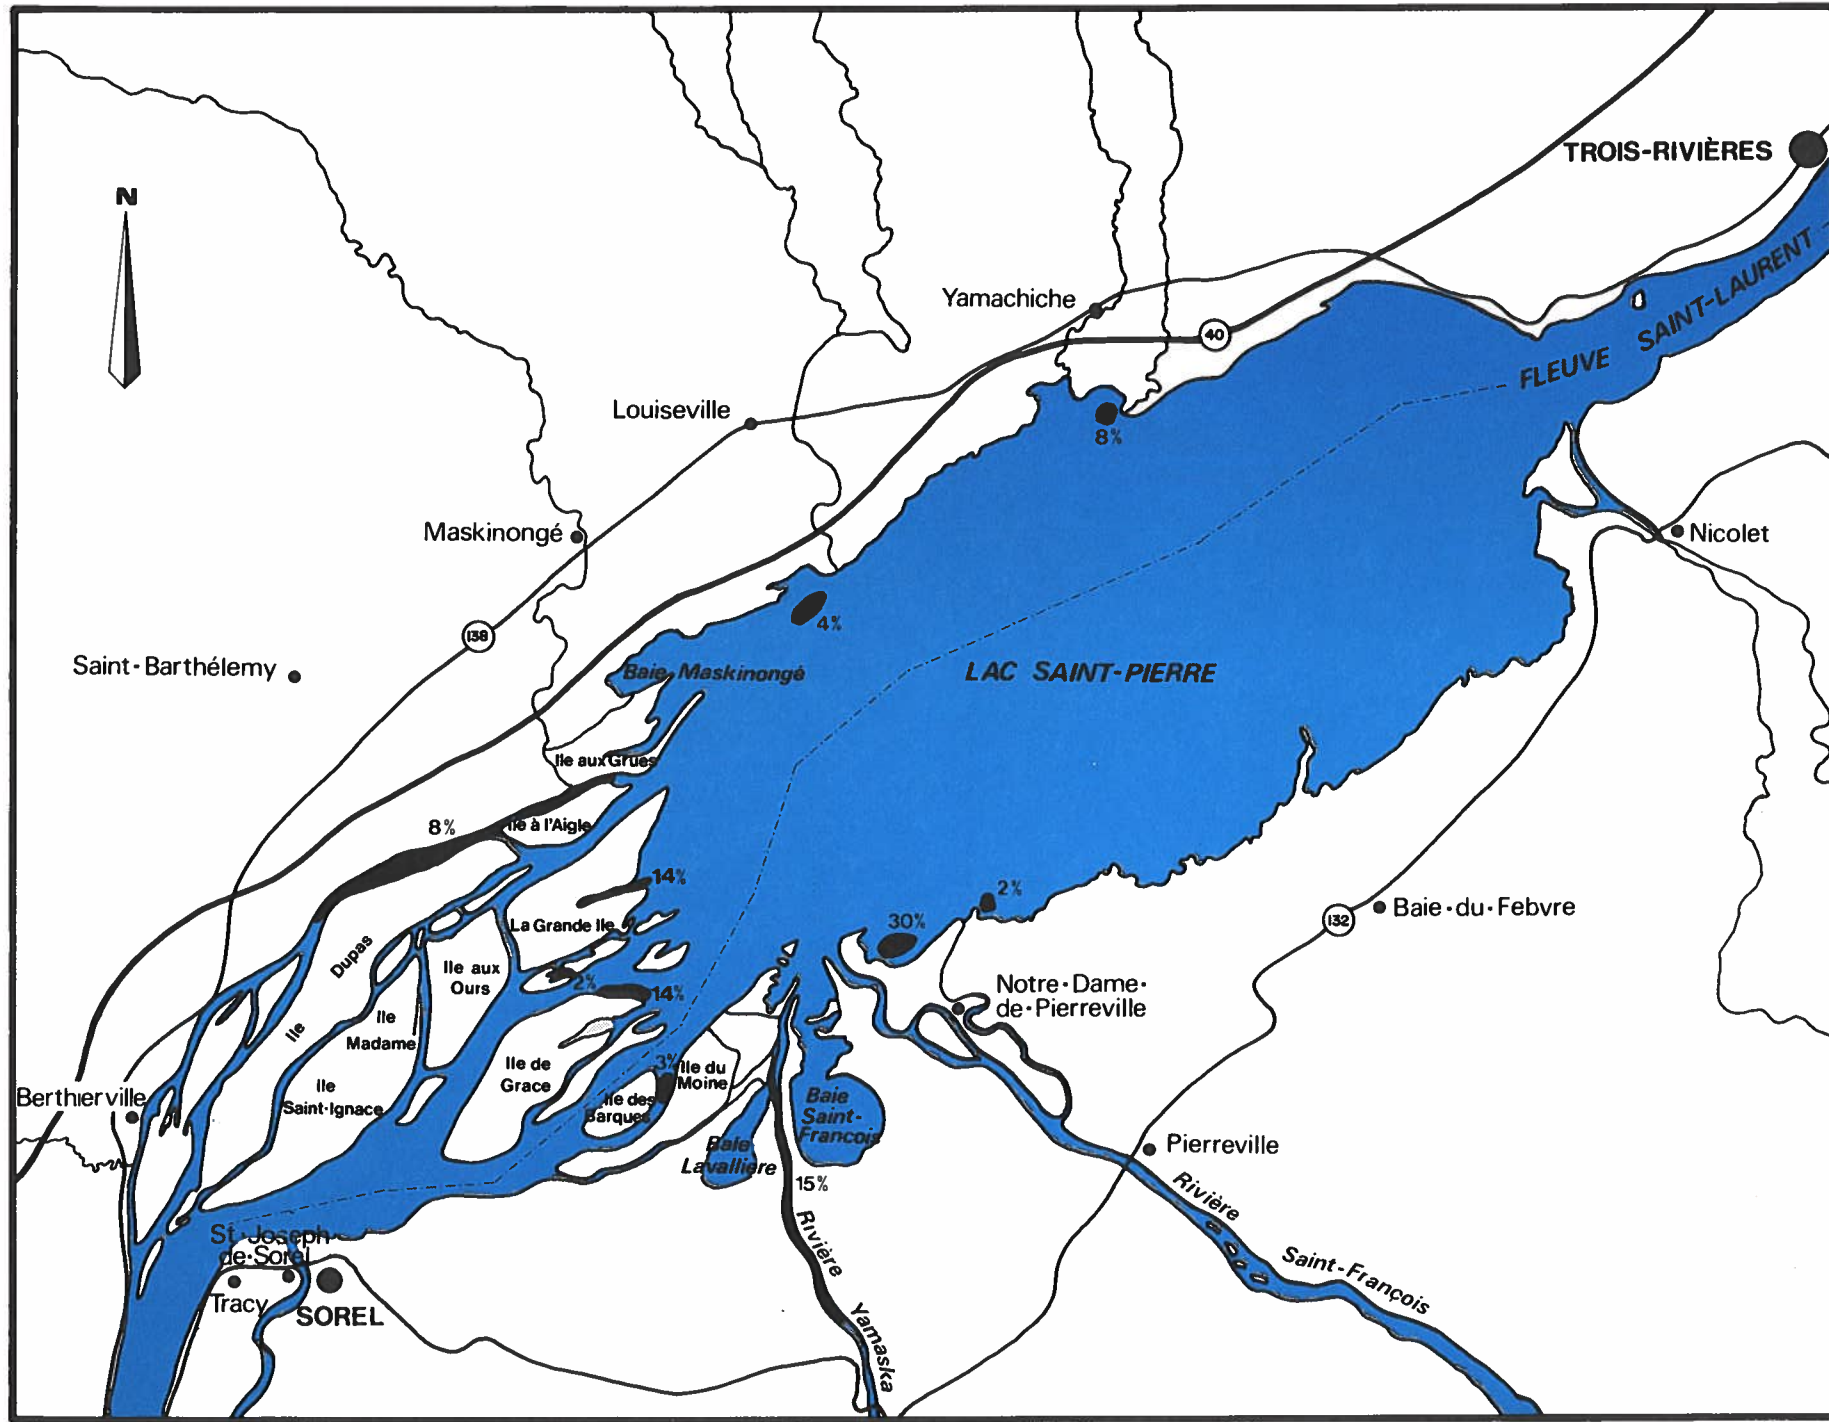 N
TROIS-RIVIÈRES
FLEUVE SAINT-LAURENT
Yamachiche
40
8%
Louiseville
Maskinongé
Nicolet
4%
138
Saint-Barthélemy
Baie Maskinongé
LAC SAINT-PIERRE
Ile aux Grues
8%
Ile à l'Aigle
14%
2%
30%
132
Baie-du-Febvre
La Grande Ile
Ile Dupas
Ile aux
Ours
2%
14%
Notre-Dame-
de-Pierreville
Ile
Madame
Ile de
Grace
3%
Ile du
Moine
Ile
Saint-Ignace
Ile des
Barques
Berthierville
Baie
Saint-
François
Baie
Lavallière
Pierreville
15%
Rivière Yamaska
Rivière Saint-François
St-Joseph
de-Sorel
Tracy
SOREL